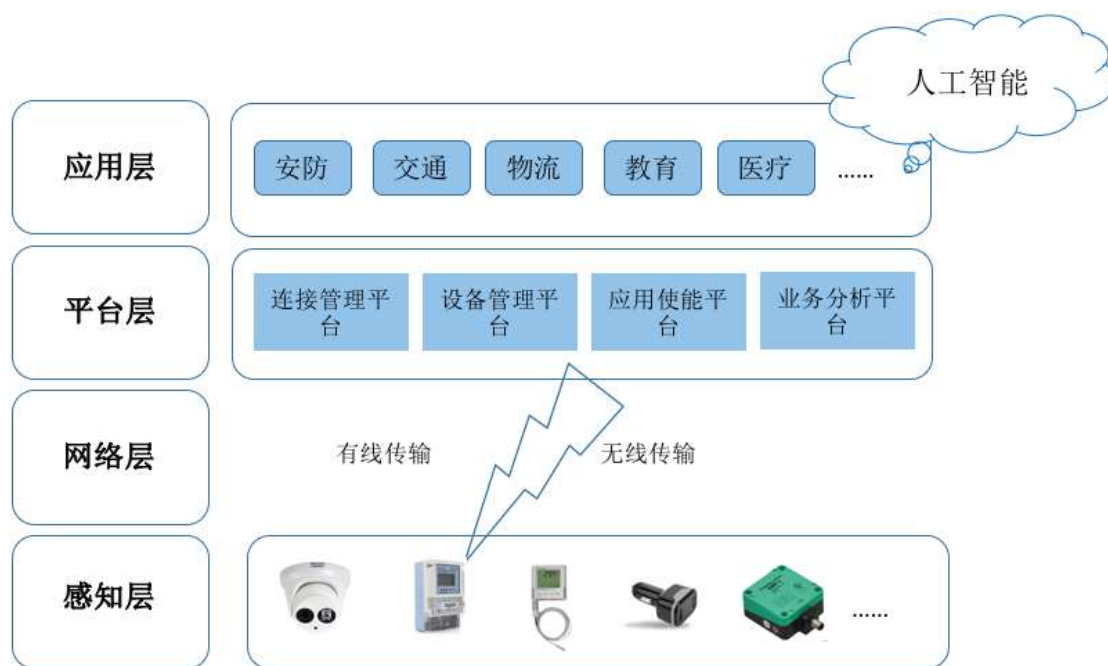 人工智能
应用层
安防
交通
物流
教育
医疗
……
平台层
连接管理平
台
设备管理平
台
应用使能平
台
业务分析平
台
网络层
有线传输
无线传输
感知层
……